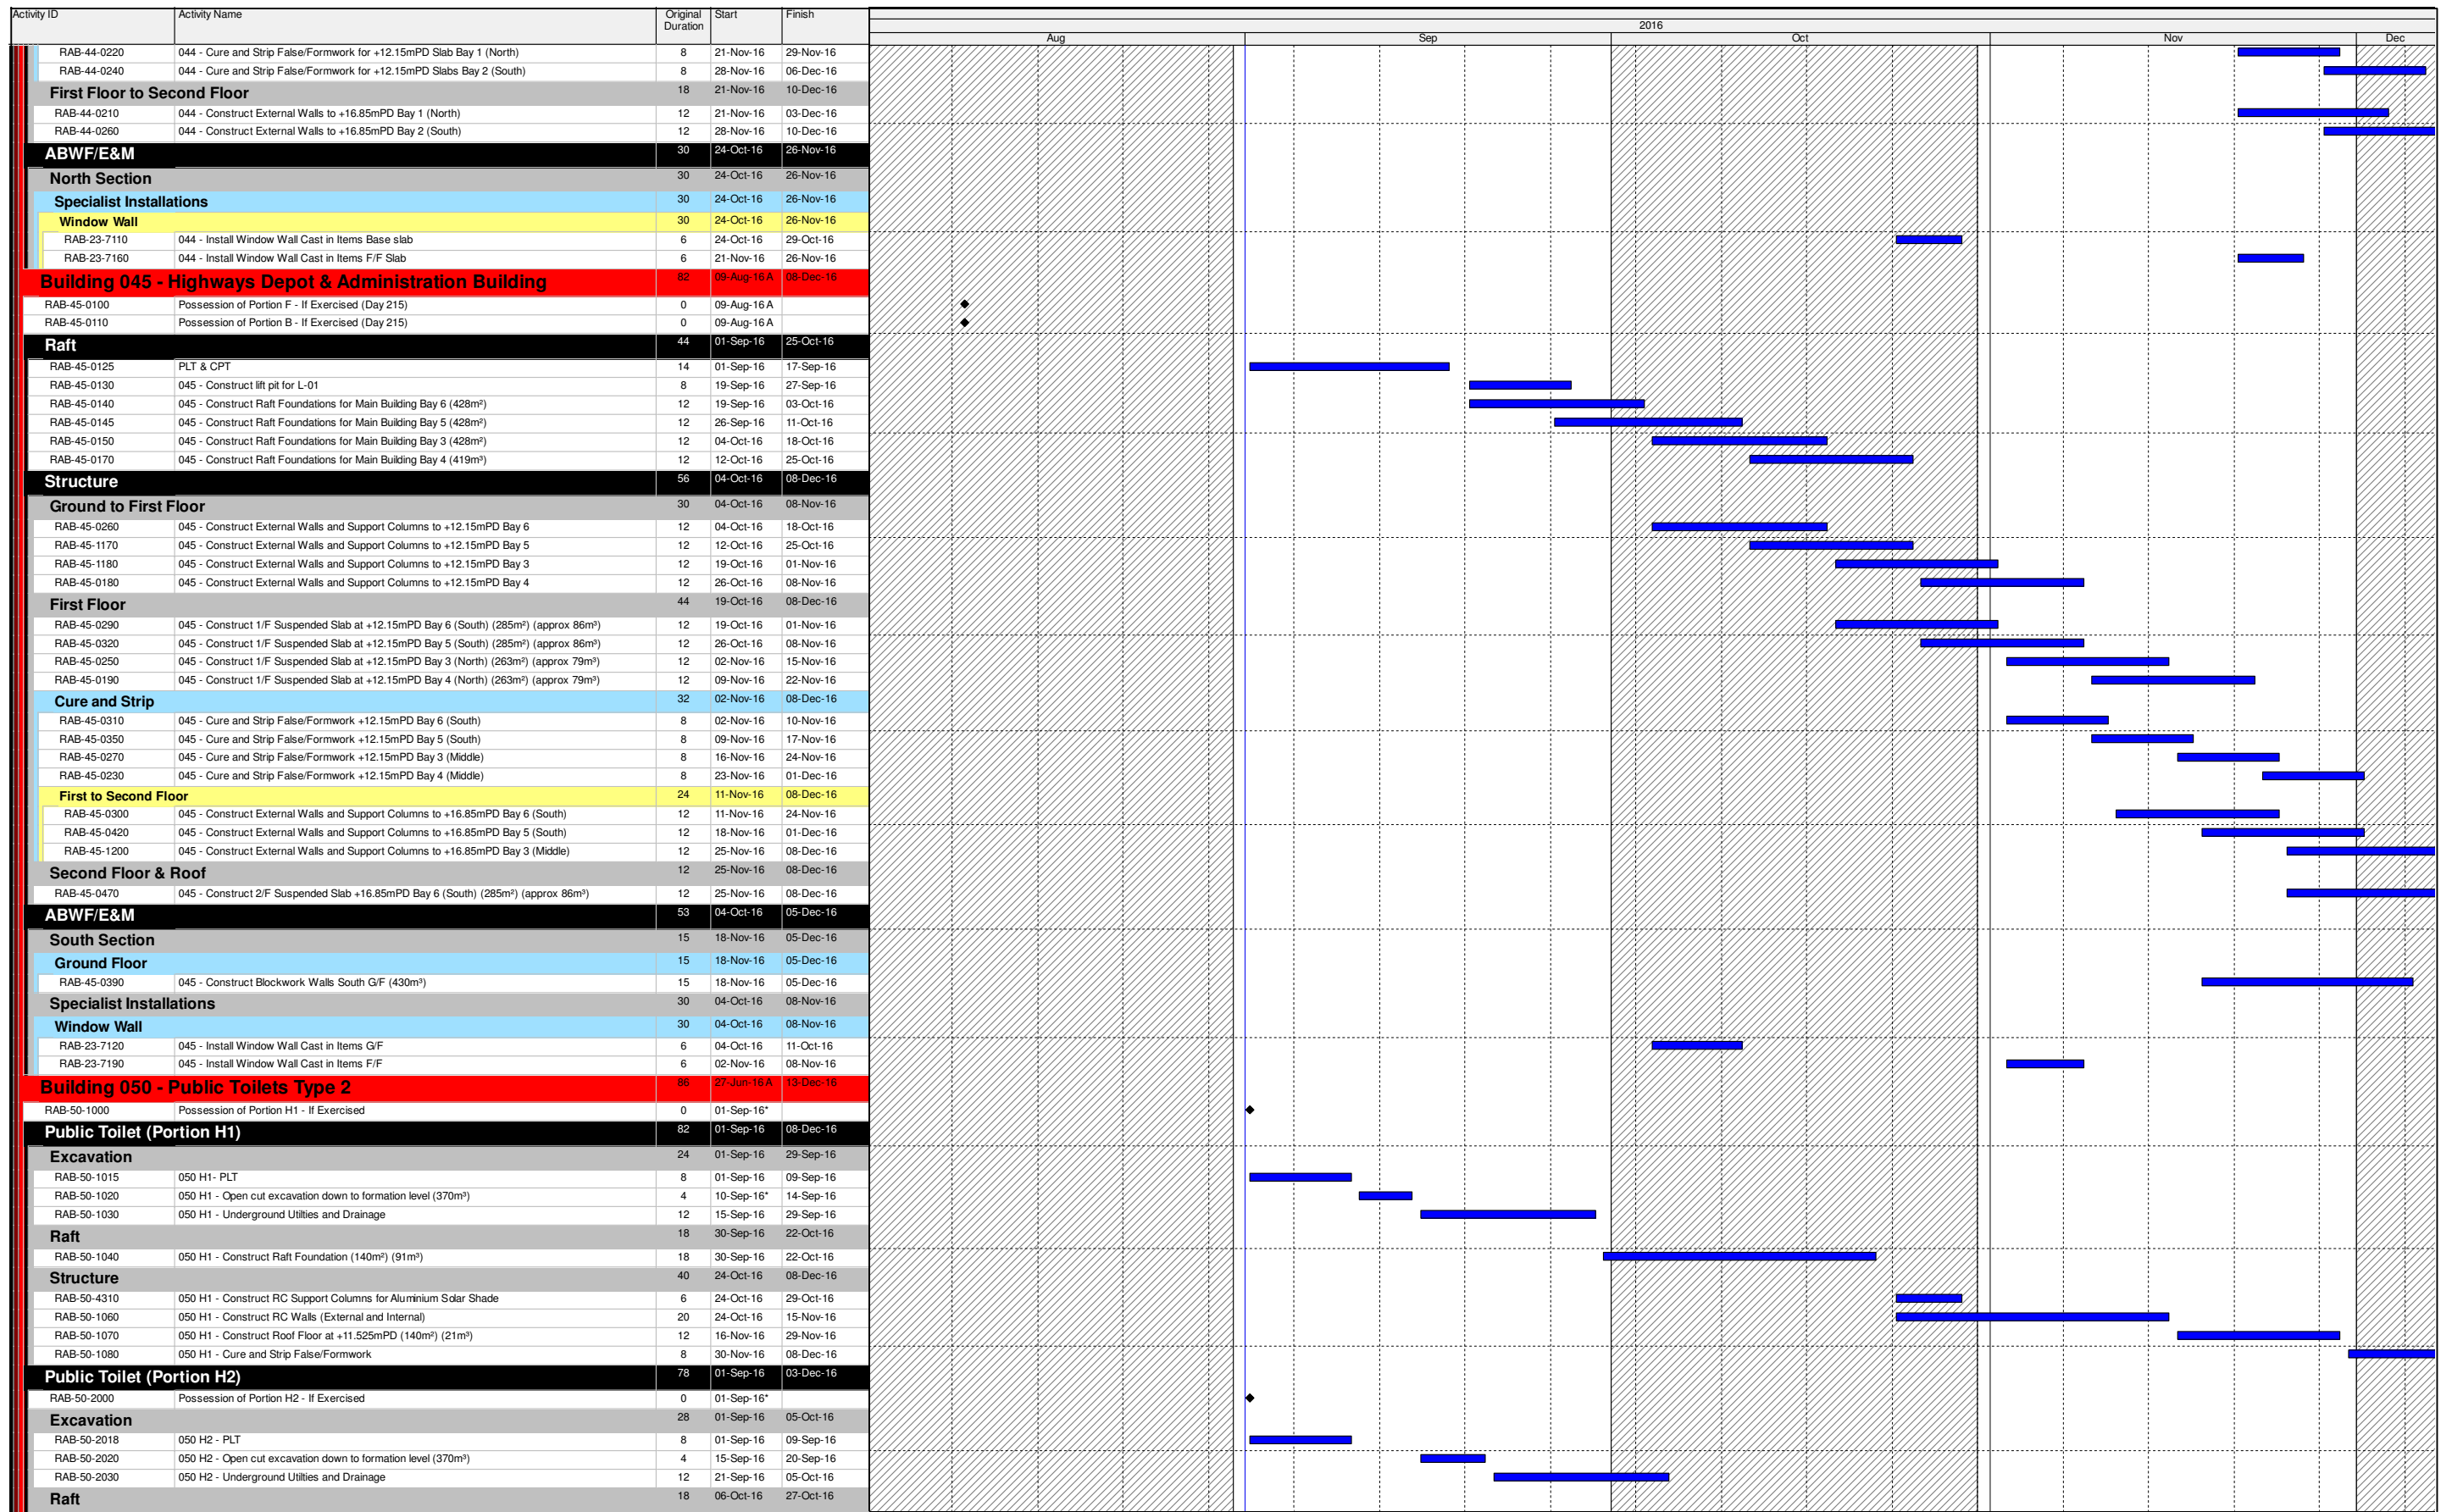 Activity ID Activity Name Original Duration Start Finish
2016
Aug Sep Oct Nov Dec
RAB-44-0220 044 - Cure and Strip False/Formwork for +12.15mPD Slab Bay 1 (North) 8 21-Nov-16 29-Nov-16
RAB-44-0240 044 - Cure and Strip False/Formwork for +12.15mPD Slabs Bay 2 (South) 8 28-Nov-16 06-Dec-16
First Floor to Second Floor 18 21-Nov-16 10-Dec-16
RAB-44-0210 044 - Construct External Walls to +16.85mPD Bay 1 (North) 12 21-Nov-16 03-Dec-16
RAB-44-0260 044 - Construct External Walls to +16.85mPD Bay 2 (South) 12 28-Nov-16 10-Dec-16
ABWF/E&M 30 24-Oct-16 26-Nov-16
North Section 30 24-Oct-16 26-Nov-16
Specialist Installations 30 24-Oct-16 26-Nov-16
Window Wall 30 24-Oct-16 26-Nov-16
RAB-23-7110 044 - Install Window Wall Cast in Items Base slab 6 24-Oct-16 29-Oct-16
RAB-23-7160 044 - Install Window Wall Cast in Items F/F Slab 6 21-Nov-16 26-Nov-16
Building 045 - Highways Depot & Administration Building 82 09-Aug-16 A 08-Dec-16
RAB-45-0100 Possession of Portion F - If Exercised (Day 215) 0 09-Aug-16 A
RAB-45-0110 Possession of Portion B - If Exercised (Day 215) 0 09-Aug-16 A
Raft 44 01-Sep-16 25-Oct-16
RAB-45-0125 PLT & CPT 14 01-Sep-16 17-Sep-16
RAB-45-0130 045 - Construct lift pit for L-01 8 19-Sep-16 27-Sep-16
RAB-45-0140 045 - Construct Raft Foundations for Main Building Bay 6 (428m²) 12 19-Sep-16 03-Oct-16
RAB-45-0145 045 - Construct Raft Foundations for Main Building Bay 5 (428m²) 12 26-Sep-16 11-Oct-16
RAB-45-0150 045 - Construct Raft Foundations for Main Building Bay 3 (428m²) 12 04-Oct-16 18-Oct-16
RAB-45-0170 045 - Construct Raft Foundations for Main Building Bay 4 (419m³) 12 12-Oct-16 25-Oct-16
Structure 56 04-Oct-16 08-Dec-16
Ground to First Floor 30 04-Oct-16 08-Nov-16
RAB-45-0260 045 - Construct External Walls and Support Columns to +12.15mPD Bay 6 12 04-Oct-16 18-Oct-16
RAB-45-1170 045 - Construct External Walls and Support Columns to +12.15mPD Bay 5 12 12-Oct-16 25-Oct-16
RAB-45-1180 045 - Construct External Walls and Support Columns to +12.15mPD Bay 3 12 19-Oct-16 01-Nov-16
RAB-45-0180 045 - Construct External Walls and Support Columns to +12.15mPD Bay 4 12 26-Oct-16 08-Nov-16
First Floor 44 19-Oct-16 08-Dec-16
RAB-45-0290 045 - Construct 1/F Suspended Slab at +12.15mPD Bay 6 (South) (285m²) (approx 86m³) 12 19-Oct-16 01-Nov-16
RAB-45-0320 045 - Construct 1/F Suspended Slab at +12.15mPD Bay 5 (South) (285m²) (approx 86m³) 12 26-Oct-16 08-Nov-16
RAB-45-0250 045 - Construct 1/F Suspended Slab at +12.15mPD Bay 3 (North) (263m²) (approx 79m³) 12 02-Nov-16 15-Nov-16
RAB-45-0190 045 - Construct 1/F Suspended Slab at +12.15mPD Bay 4 (North) (263m²) (approx 79m³) 12 09-Nov-16 22-Nov-16
Cure and Strip 32 02-Nov-16 08-Dec-16
RAB-45-0310 045 - Cure and Strip False/Formwork +12.15mPD Bay 6 (South) 8 02-Nov-16 10-Nov-16
RAB-45-0350 045 - Cure and Strip False/Formwork +12.15mPD Bay 5 (South) 8 09-Nov-16 17-Nov-16
RAB-45-0270 045 - Cure and Strip False/Formwork +12.15mPD Bay 3 (Middle) 8 16-Nov-16 24-Nov-16
RAB-45-0230 045 - Cure and Strip False/Formwork +12.15mPD Bay 4 (Middle) 8 23-Nov-16 01-Dec-16
First to Second Floor 24 11-Nov-16 08-Dec-16
RAB-45-0300 045 - Construct External Walls and Support Columns to +16.85mPD Bay 6 (South) 12 11-Nov-16 24-Nov-16
RAB-45-0420 045 - Construct External Walls and Support Columns to +16.85mPD Bay 5 (South) 12 18-Nov-16 01-Dec-16
RAB-45-1200 045 - Construct External Walls and Support Columns to +16.85mPD Bay 3 (Middle) 12 25-Nov-16 08-Dec-16
Second Floor & Roof 12 25-Nov-16 08-Dec-16
RAB-45-0470 045 - Construct 2/F Suspended Slab +16.85mPD Bay 6 (South) (285m²) (approx 86m³) 12 25-Nov-16 08-Dec-16
ABWF/E&M 53 04-Oct-16 05-Dec-16
South Section 15 18-Nov-16 05-Dec-16
Ground Floor 15 18-Nov-16 05-Dec-16
RAB-45-0390 045 - Construct Blockwork Walls South G/F (430m³) 15 18-Nov-16 05-Dec-16
Specialist Installations 30 04-Oct-16 08-Nov-16
Window Wall 30 04-Oct-16 08-Nov-16
RAB-23-7120 045 - Install Window Wall Cast in Items G/F 6 04-Oct-16 11-Oct-16
RAB-23-7190 045 - Install Window Wall Cast in Items F/F 6 02-Nov-16 08-Nov-16
Building 050 - Public Toilets Type 2 86 27-Jun-16 A 13-Dec-16
RAB-50-1000 Possession of Portion H1 - If Exercised 0 01-Sep-16*
Public Toilet (Portion H1) 82 01-Sep-16 08-Dec-16
Excavation 24 01-Sep-16 29-Sep-16
RAB-50-1015 050 H1- PLT 8 01-Sep-16 09-Sep-16
RAB-50-1020 050 H1 - Open cut excavation down to formation level (370m³) 4 10-Sep-16* 14-Sep-16
RAB-50-1030 050 H1 - Underground Utilties and Drainage 12 15-Sep-16 29-Sep-16
Raft 18 30-Sep-16 22-Oct-16
RAB-50-1040 050 H1 - Construct Raft Foundation (140m²) (91m³) 18 30-Sep-16 22-Oct-16
Structure 40 24-Oct-16 08-Dec-16
RAB-50-4310 050 H1 - Construct RC Support Columns for Aluminium Solar Shade 6 24-Oct-16 29-Oct-16
RAB-50-1060 050 H1 - Construct RC Walls (External and Internal) 20 24-Oct-16 15-Nov-16
RAB-50-1070 050 H1 - Construct Roof Floor at +11.525mPD (140m²) (21m³) 12 16-Nov-16 29-Nov-16
RAB-50-1080 050 H1 - Cure and Strip False/Formwork 8 30-Nov-16 08-Dec-16
Public Toilet (Portion H2) 78 01-Sep-16 03-Dec-16
RAB-50-2000 Possession of Portion H2 - If Exercised 0 01-Sep-16*
Excavation 28 01-Sep-16 05-Oct-16
RAB-50-2018 050 H2 - PLT 8 01-Sep-16 09-Sep-16
RAB-50-2020 050 H2 - Open cut excavation down to formation level (370m³) 4 15-Sep-16 20-Sep-16
RAB-50-2030 050 H2 - Underground Utilties and Drainage 12 21-Sep-16 05-Oct-16
Raft 18 06-Oct-16 27-Oct-16